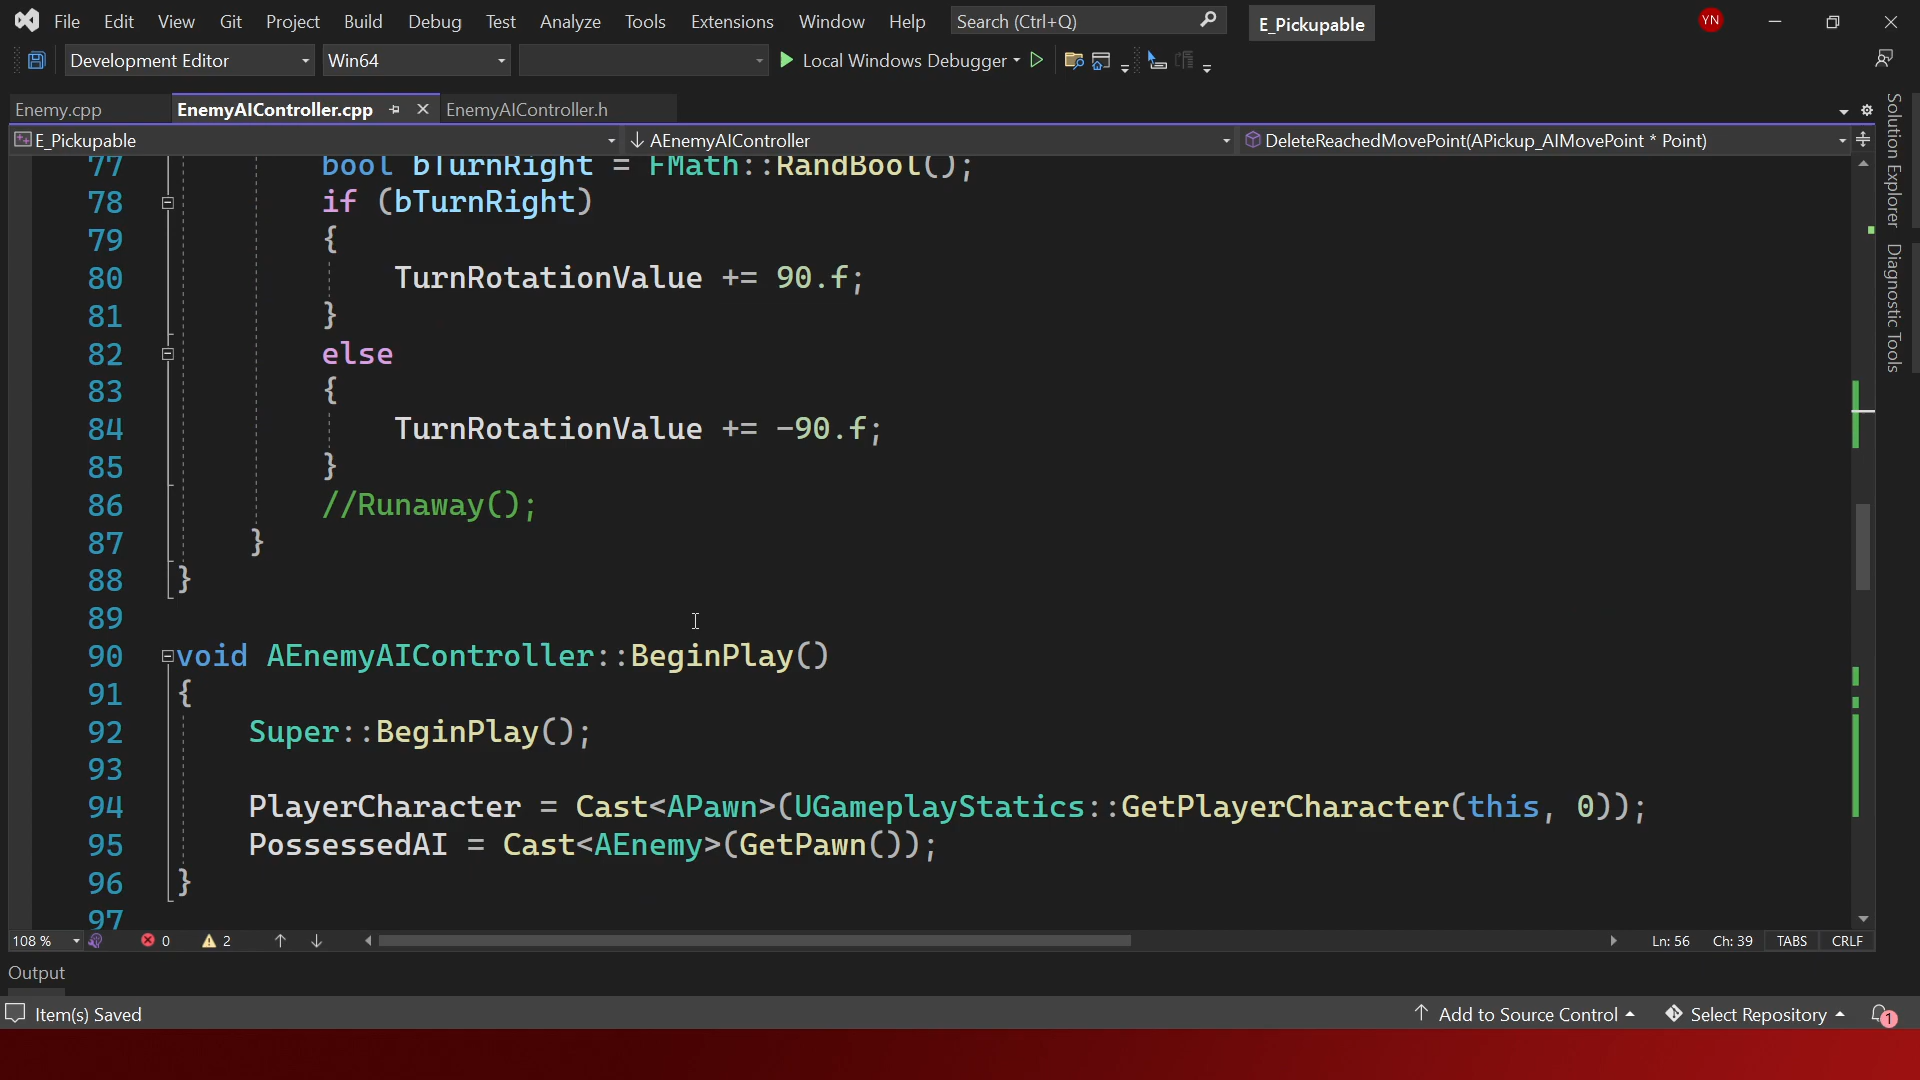 File Edit View Git Project Build Debug Test Analyze Tools Extensions Window Help Search (Ctrl+Q) E_Pickupable YN
Development Editor Win64 Local Windows Debugger
Enemy.cpp EnemyAIController.cpp EnemyAIController.h
E_Pickupable AEnemyAIController DeleteReachedMovePoint(APickup_AIMovePoint * Point)
77 bool bTurnRight = FMath::RandBool();
78 if (bTurnRight)
79 {
80 TurnRotationValue += 90.f;
81 }
82 else
83 {
84 TurnRotationValue += -90.f;
85 }
86 //Runaway();
87 }
88 }
89
90 void AEnemyAIController::BeginPlay()
91 {
92 Super::BeginPlay();
93
94 PlayerCharacter = Cast<APawn>(UGameplayStatics::GetPlayerCharacter(this, 0));
95 PossessedAI = Cast<AEnemy>(GetPawn());
96 }
97
108 % 0 2 Ln: 56 Ch: 39 TABS CRLF
Output
Item(s) Saved Add to Source Control Select Repository 1
Solution Explorer
Diagnostic Tools